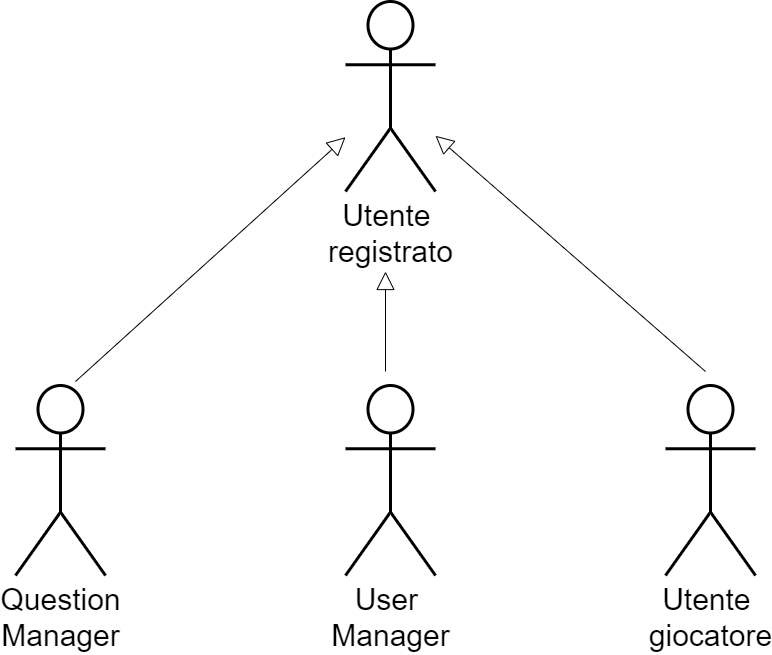 Utente
registrato
Question
Manager
User
Manager
Utente
giocatore